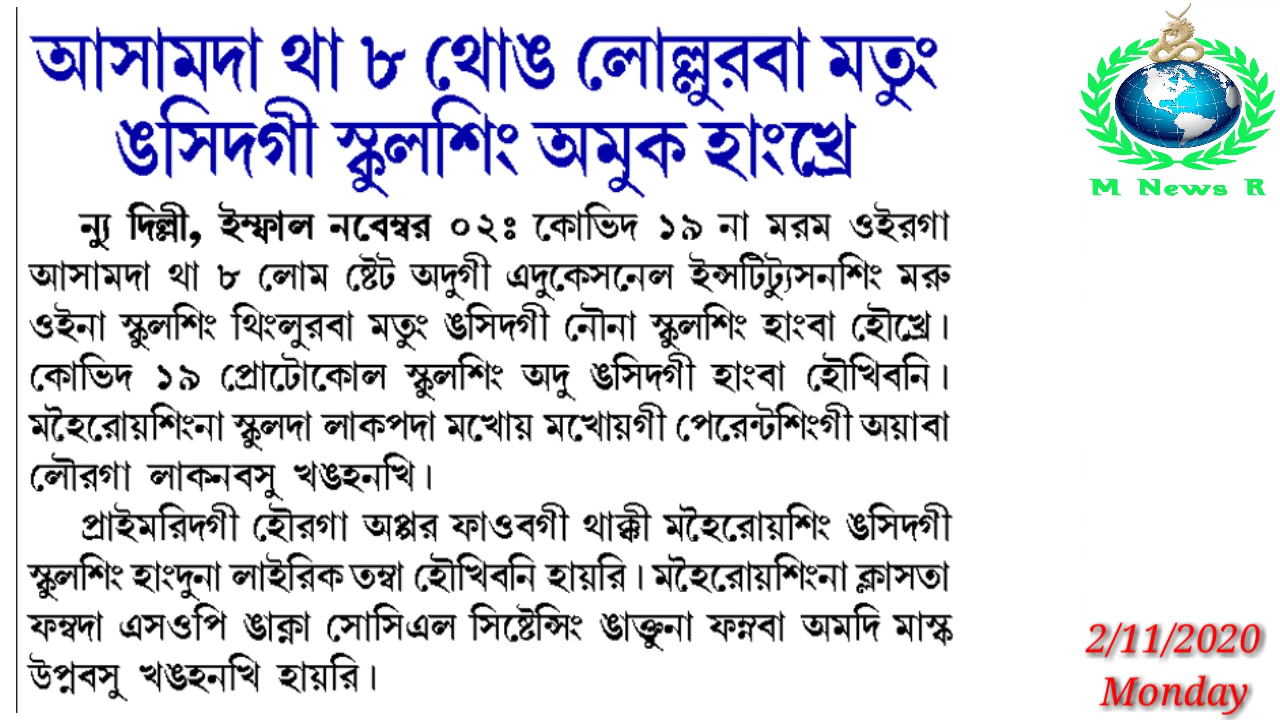 আসামদা থা ৮ থোঙ লোল্লুরবা মতুং
ঙসিদগী স্কুলশিং অমুক হাংখ্রে
ন্যু দিল্লী, ইম্ফাল নবেম্বর ০২ঃ কোভিদ ১৯ না মরম ওইরগা
আসামদা থা ৮ লোম ষ্টেট অদুগী এদুকেসনেল ইন্সটিট্যুসনশিং মরু
ওইনা স্কুলশিং থিংলুরবা মতুং ঙসিদগী নৌনা স্কুলশিং হাংবা হৌখ্রে।
কোভিদ ১৯ প্রোটোকোল স্কুলশিং অদু ঙসিদগী হাংবা হৌখিবনি।
মহৈরোয়শিংনা স্কুলদা লাকপদা মখোয় মখোয়গী পেরেন্টশিংগী অয়াবা
লৌরগা লাকনবসু খঙহনখি।
প্রাইমরিদগী হৌরগা অপ্পর ফাওবগী থাক্কী মহৈরোয়শিং ঙসিদগী
স্কুলশিং হাংদুনা লাইরিক তম্বা হৌখিবনি হায়রি। মহৈরোয়শিংনা ক্লাসতা
ফম্বদা এসওপি ঙাক্না সোসিএল সিষ্টেন্সিং ঙাক্তুনা ফম্নবা অমদি মাস্ক
উপ্নবসু খঙহনখি হায়রি।
M News R
2/11/2020
Monday